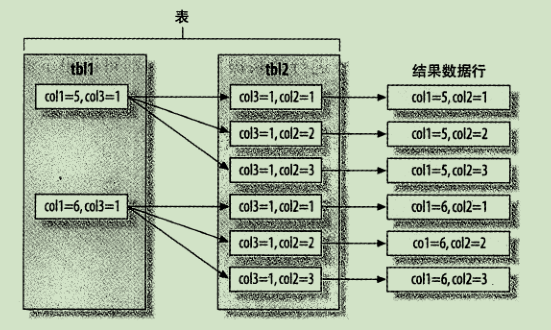 表
tbl1 tbl2 结果数据行
col1=5,col3=1 col3=1,col2=1 col1=5,col2=1
col3=1,col2=2 col1=5,col2=2
col3=1,col2=3 col1=5,col2=3
col1=6,col3=1 col3=1,col2=1 col1=6,col2=1
col3=1,col2=2 co1=6,col2=2
col3=1,col2=3 col1=6,col2=3